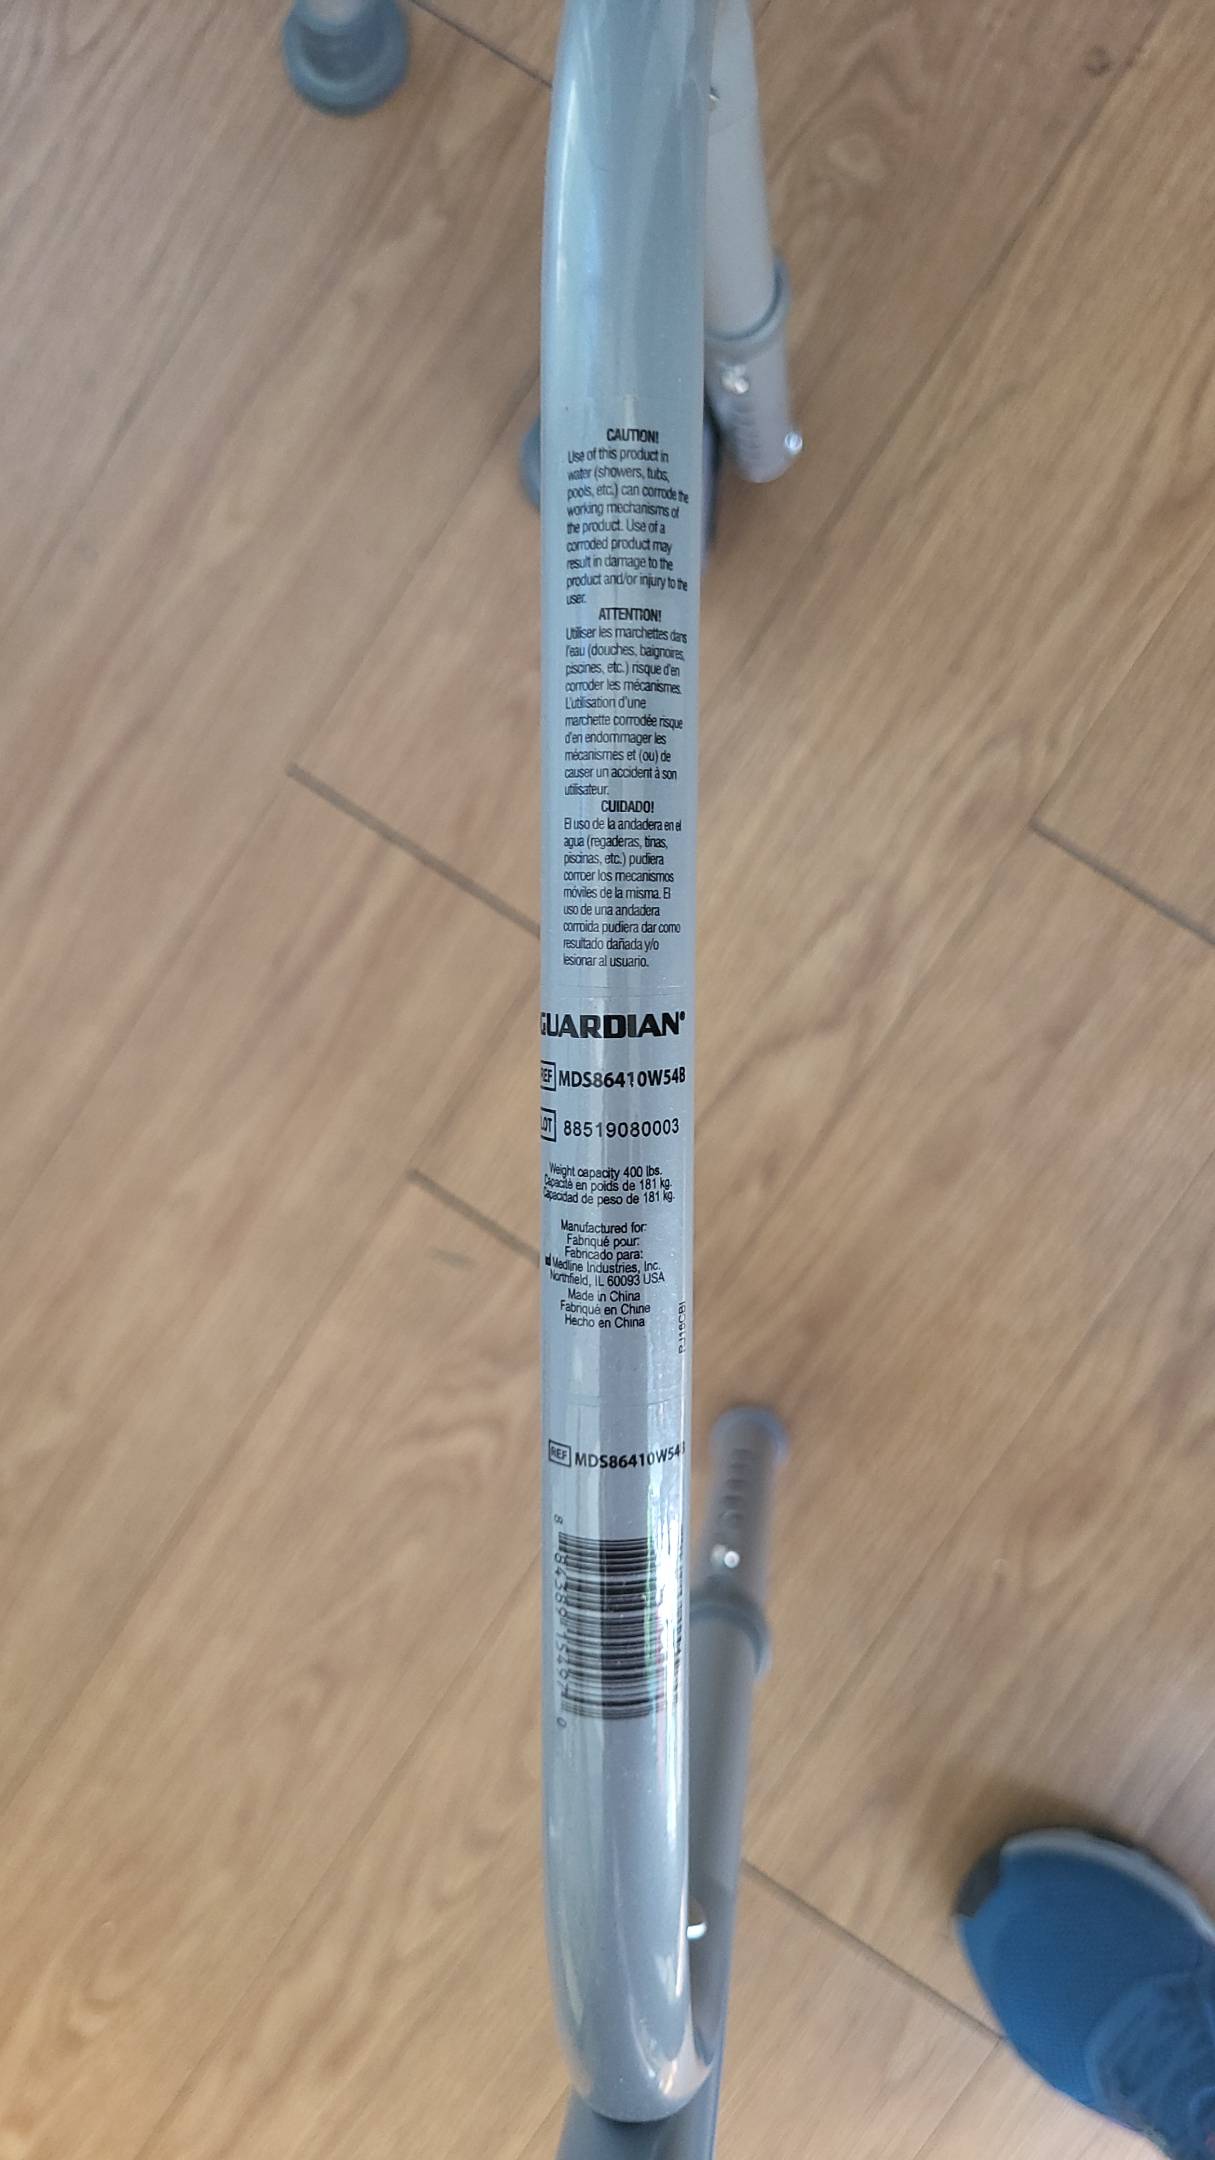 CAUTION!
Use of this product in
water (showers, tubs,
pools, etc.) can corrode the
working mechanisms of
the product. Use of a
corroded product may
result in damage to the
product and/or injury to the
user.
ATTENTION!
Utiliser les marchettes dans
l'eau (douches, baignoires,
piscines, etc.) risque d'en
corroder les mécanismes.
L'utilisation d'une
marchette corrodée risque
d'en endommager les
mécanismes et (ou) de
causer un accident à son
utilisateur.
CUIDADO!
El uso de la andadera en el
agua (regaderas, tinas,
piscinas, etc.) pudiera
corroer los mecanismos
móviles de la misma. El
uso de una andadera
corroida pudiera dar como
resultado dañada y/o
lesionar al usuario.
GUARDIAN®
REF MDS86410W54B
LOT 88519080003
Weight capacity 400 lbs.
Capacité en poids de 181 kg.
Capacidad de peso de 181 kg.
Manufactured for:
Fabriqué pour:
Fabricado para:
Medline Industries, Inc.
Northfield, IL 60093 USA
Made in China
Fabriqué en Chine
Hecho en China
RJ16CBI
REF MDS86410W54B